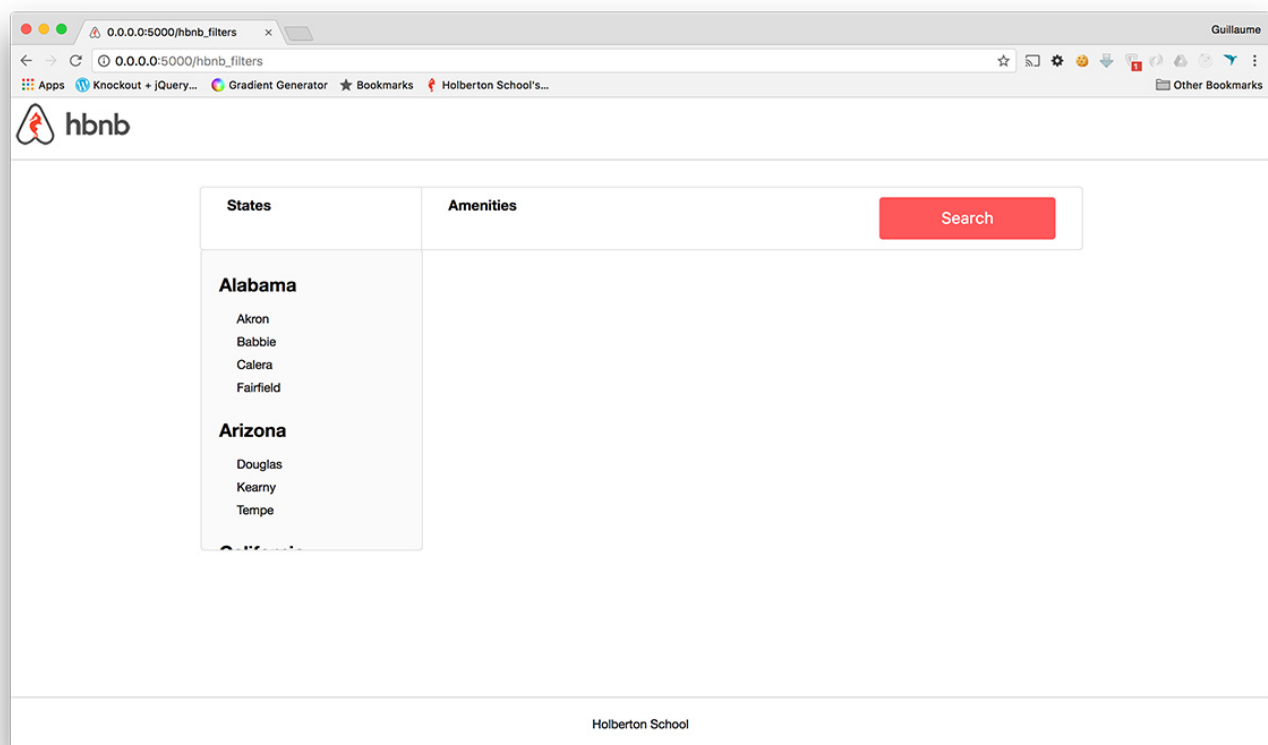 0.0.0.0:5000/hbnb_filters
Guillaume
0.0.0.0:5000/hbnb_filters
Apps Knockout + jQuery... Gradient Generator Bookmarks Holberton School's... Other Bookmarks
1
hbnb
States Amenities Search
Alabama
Akron
Babbie
Calera
Fairfield
Arizona
Douglas
Kearny
Tempe
California
Holberton School